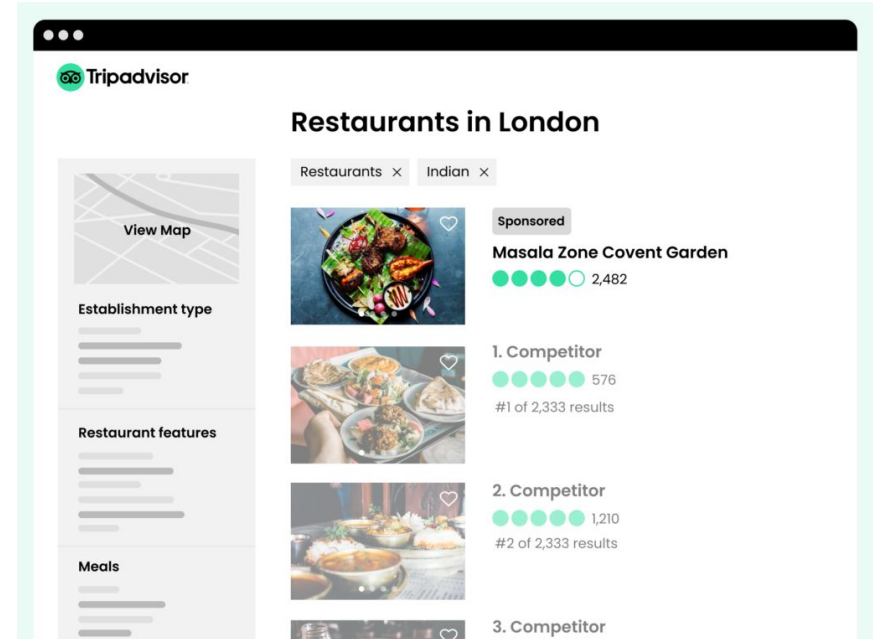 Tripadvisor
Restaurants in London
Restaurants ×
Indian ×
View Map
Establishment type
Restaurant features
Meals
Sponsored
Masala Zone Covent Garden
2,482
1. Competitor
576
#1 of 2,333 results
2. Competitor
1,210
#2 of 2,333 results
3. Competitor